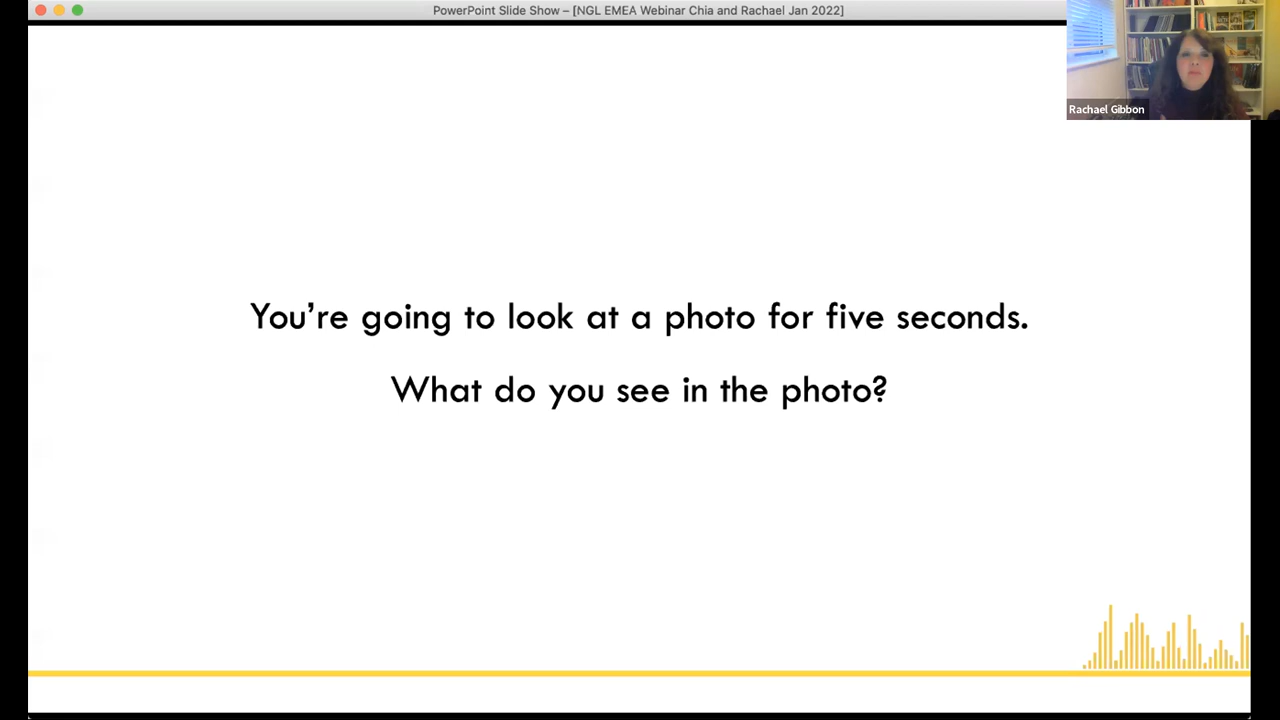 PowerPoint Slide Show – [NGL EMEA Webinar Chia and Rachael Jan 2022]
Rachael Gibbon
You’re going to look at a photo for five seconds.
What do you see in the photo?